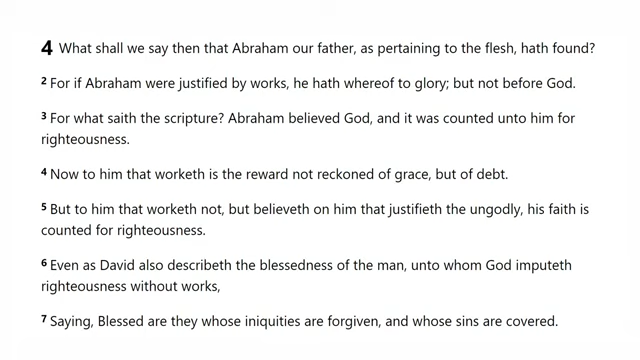 4 What shall we say then that Abraham our father, as pertaining to the flesh, hath found?
2 For if Abraham were justified by works, he hath whereof to glory; but not before God.
3 For what saith the scripture? Abraham believed God, and it was counted unto him for
righteousness.
4 Now to him that worketh is the reward not reckoned of grace, but of debt.
5 But to him that worketh not, but believeth on him that justifieth the ungodly, his faith is
counted for righteousness.
6 Even as David also describeth the blessedness of the man, unto whom God imputeth
righteousness without works,
7 Saying, Blessed are they whose iniquities are forgiven, and whose sins are covered.